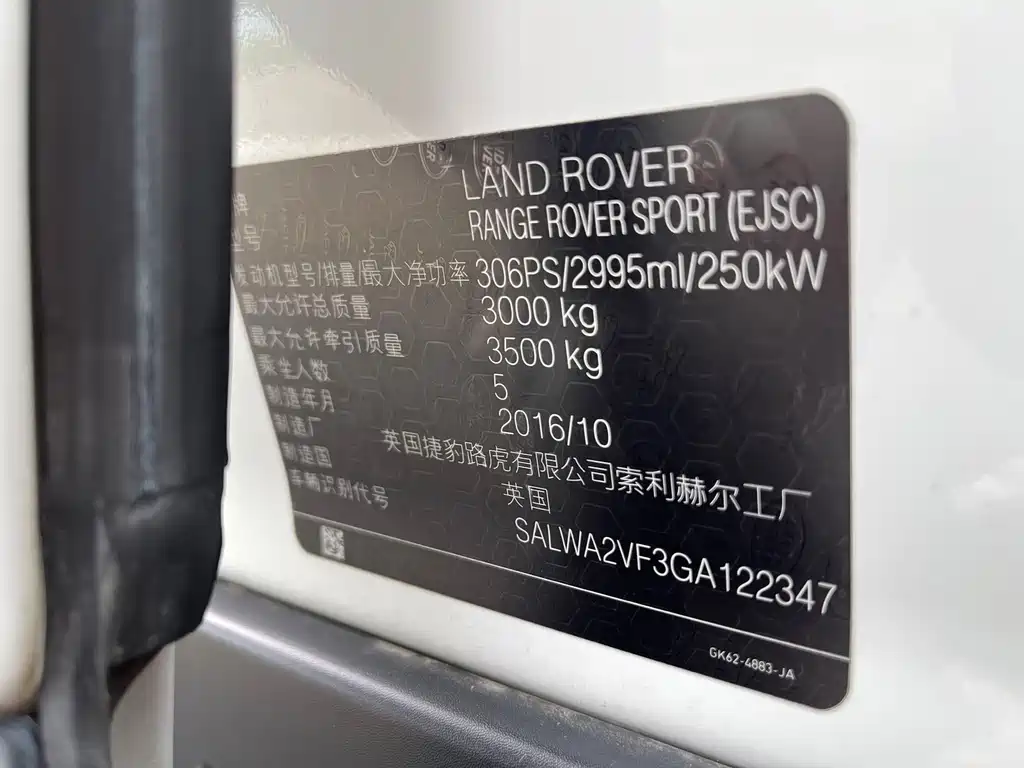 LAND ROVER
型号 RANGE ROVER SPORT (EJSC)
发动机型号/排量/最大净功率 306PS/2995ml/250kW
最大允许总质量 3000 kg
最大允许牵引质量 3500 kg
乘坐人数 5
制造年月 2016/10
制造厂 英国捷豹路虎有限公司索利赫尔工厂
制造国 英国
车辆识别代号 SALWA2VF3GA122347
GK62-4883-JA